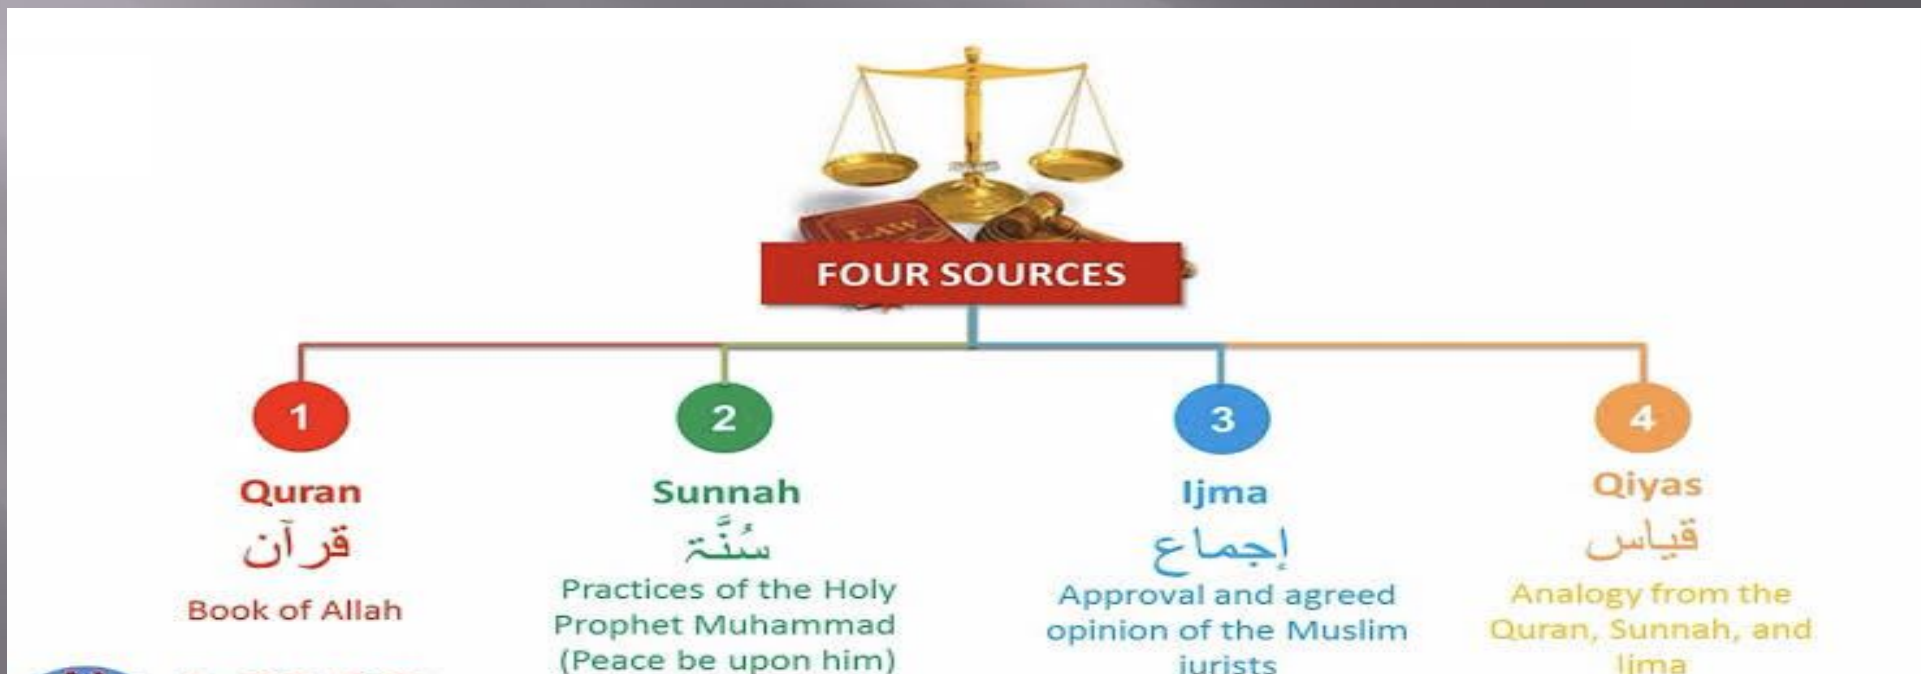 LAW
FOUR SOURCES
1
Quran
قرآن
Book of Allah
2
Sunnah
سُنَّة
Practices of the Holy
Prophet Muhammad
(Peace be upon him)
3
Ijma
إجماع
Approval and agreed
opinion of the Muslim
jurists
4
Qiyas
قياس
Analogy from the
Quran, Sunnah, and
Ijma